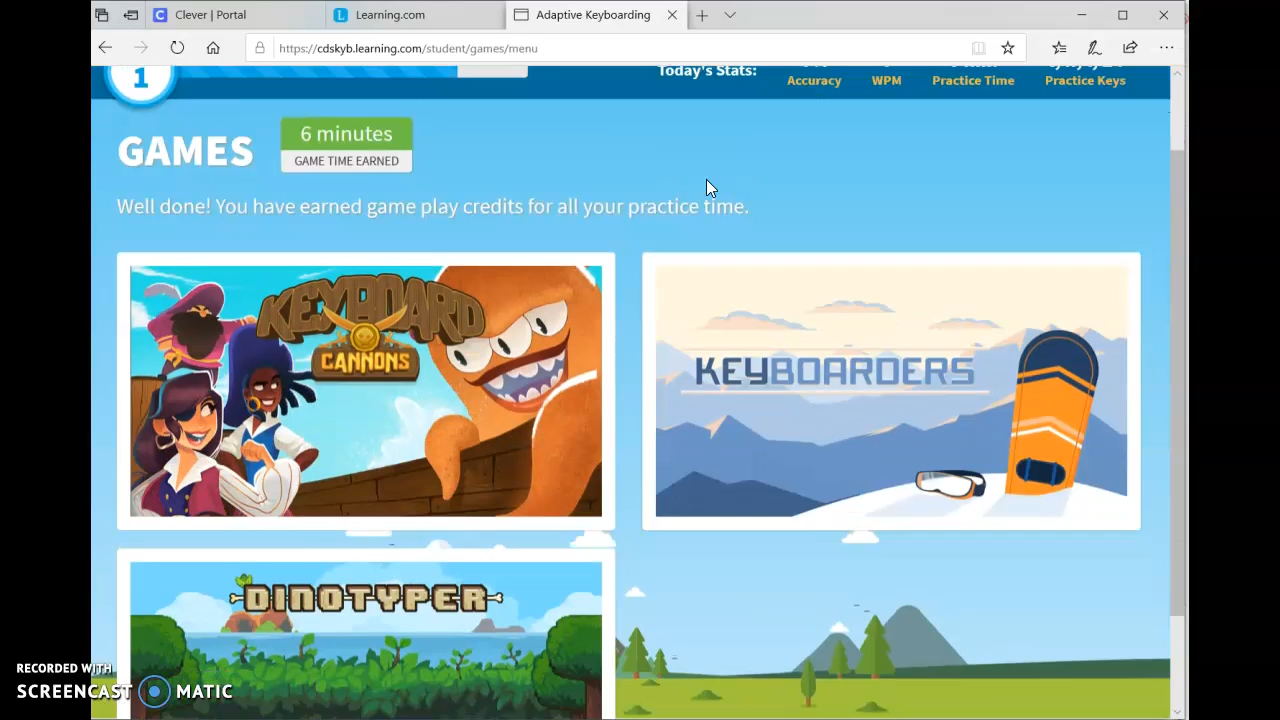 Clever | Portal
Learning.com
Adaptive Keyboarding
https://cdskyb.learning.com/student/games/menu
1
Today's Stats:
Accuracy
WPM
Practice Time
Practice Keys
GAMES
6 minutes
GAME TIME EARNED
Well done! You have earned game play credits for all your practice time.
KEYBOARD
CANNONS
KEYBOARDERS
DINOTYPER
RECORDED WITH
SCREENCAST MATIC